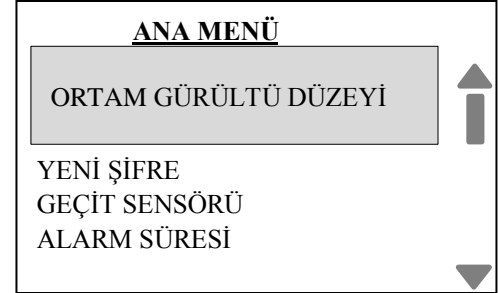 ANA MENÜ
ORTAM GÜRÜLTÜ DÜZEYİ
YENİ ŞİFRE
GEÇİT SENSÖRÜ
ALARM SÜRESİ